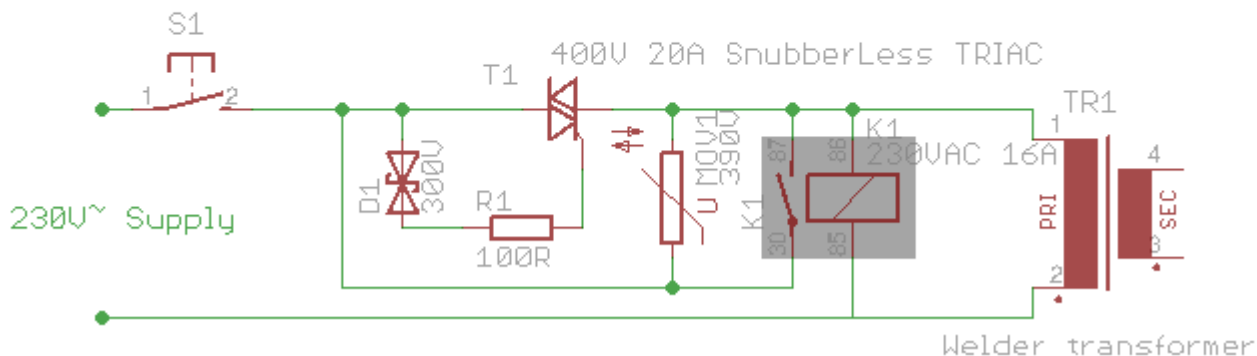 S1
1
2
T1
400V 20A SnubberLess TRIAC
D1
300V
R1
100R
U
MOV1
390V
K1
230VAC 16A
87
86
K1
30
85
TR1
1
2
PRI
SEC
4
3
230V~ Supply
Welder transformer